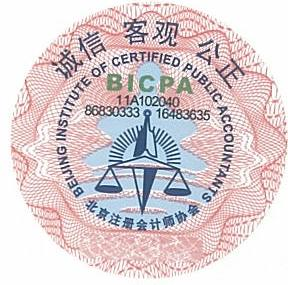 诚信 客观 公正
BEIJING INSTITUTE OF CERTIFIED PUBLIC ACCOUNTANTS
BICPA
11A102040
86830333 16483635
北京注册会计师协会